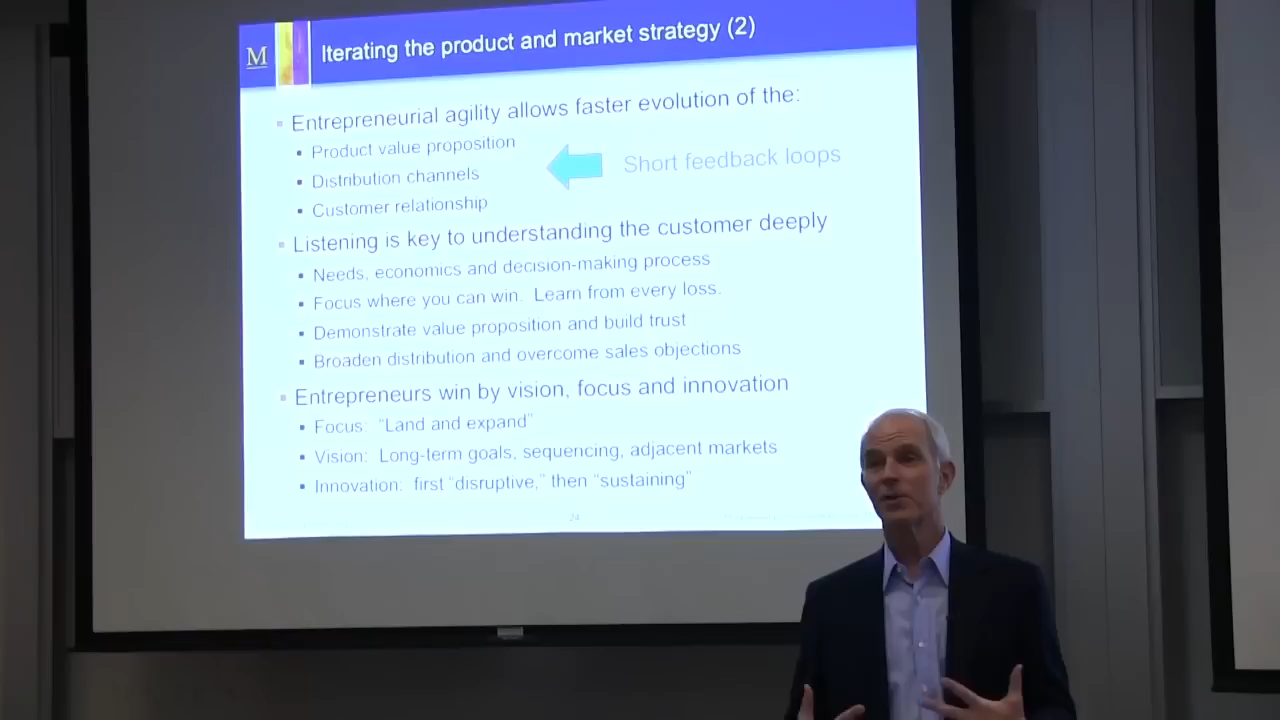 M
Iterating the product and market strategy (2)
Entrepreneurial agility allows faster evolution of the:
Product value proposition
Distribution channels
Customer relationship
Short feedback loops
Listening is key to understanding the customer deeply
Needs, economics and decision-making process
Focus where you can win. Learn from every loss.
Demonstrate value proposition and build trust
Broaden distribution and overcome sales objections
Entrepreneurs win by vision, focus and innovation
Focus: “Land and expand”
Vision: Long-term goals, sequencing, adjacent markets
Innovation: first “disruptive,” then “sustaining”
24